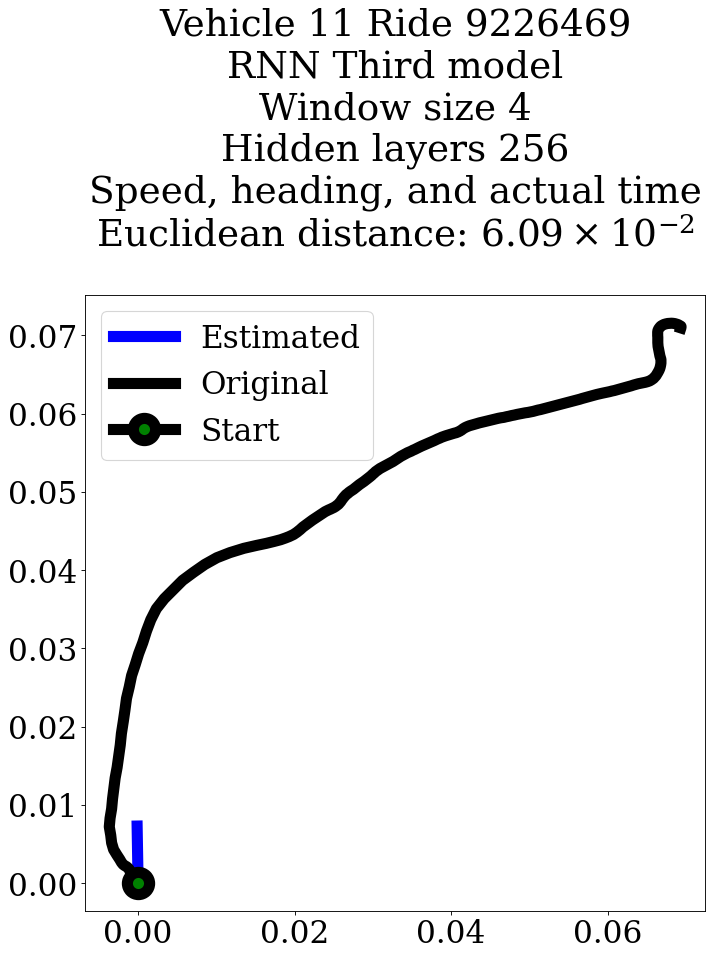 Vehicle 11 Ride 9226469
RNN Third model
Window size 4
Hidden layers 256
Speed, heading, and actual time
Euclidean distance: 6.09 × 10⁻²
Estimated
Original
Start
0.07
0.06
0.05
0.04
0.03
0.02
0.01
0.00
0.00 0.02 0.04 0.06